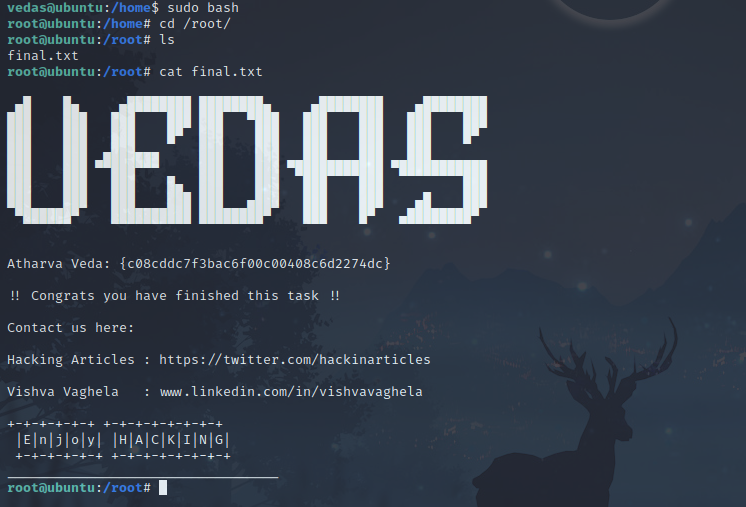 vedas@ubuntu:/home$ sudo bash
root@ubuntu:/home# cd /root/
root@ubuntu:/root# ls
final.txt
root@ubuntu:/root# cat final.txt
VEDAS
Atharva Veda: {c08cddc7f3bac6f00c00408c6d2274dc}
!! Congrats you have finished this task !!
Contact us here:
Hacking Articles : https://twitter.com/hackinarticles
Vishva Vaghela   : www.linkedin.com/in/vishvavaghela
+-+-+-+-+-+ +-+-+-+-+-+-+-+
|E|n|j|o|y| |H|A|C|K|I|N|G|
+-+-+-+-+-+ +-+-+-+-+-+-+-+
__________________________________
root@ubuntu:/root#